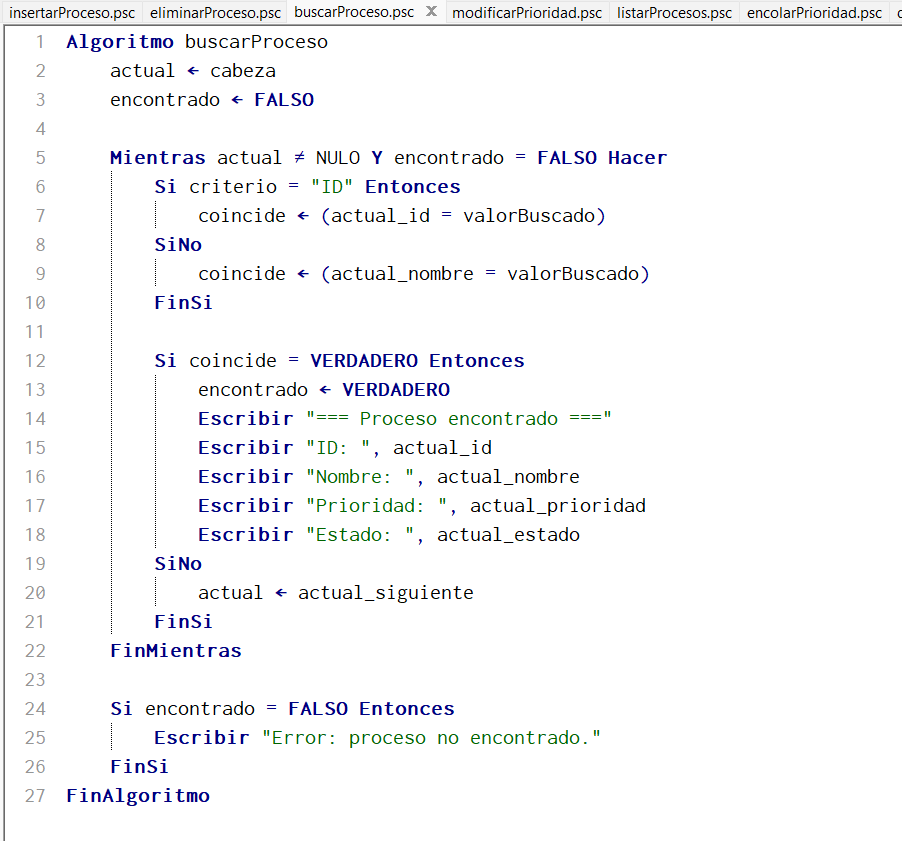 insertarProceso.psc eliminarProceso.psc buscarProceso.psc X modificarPrioridad.psc listarProcesos.psc encolarPrioridad.psc
1 Algoritmo buscarProceso
2 actual ← cabeza
3 encontrado ← FALSO
4
5 Mientras actual ≠ NULO Y encontrado = FALSO Hacer
6 Si criterio = "ID" Entonces
7 coincide ← (actual_id = valorBuscado)
8 SiNo
9 coincide ← (actual_nombre = valorBuscado)
10 FinSi
11
12 Si coincide = VERDADERO Entonces
13 encontrado ← VERDADERO
14 Escribir "=== Proceso encontrado ==="
15 Escribir "ID: ", actual_id
16 Escribir "Nombre: ", actual_nombre
17 Escribir "Prioridad: ", actual_prioridad
18 Escribir "Estado: ", actual_estado
19 SiNo
20 actual ← actual_siguiente
21 FinSi
22 FinMientras
23
24 Si encontrado = FALSO Entonces
25 Escribir "Error: proceso no encontrado."
26 FinSi
27 FinAlgoritmo